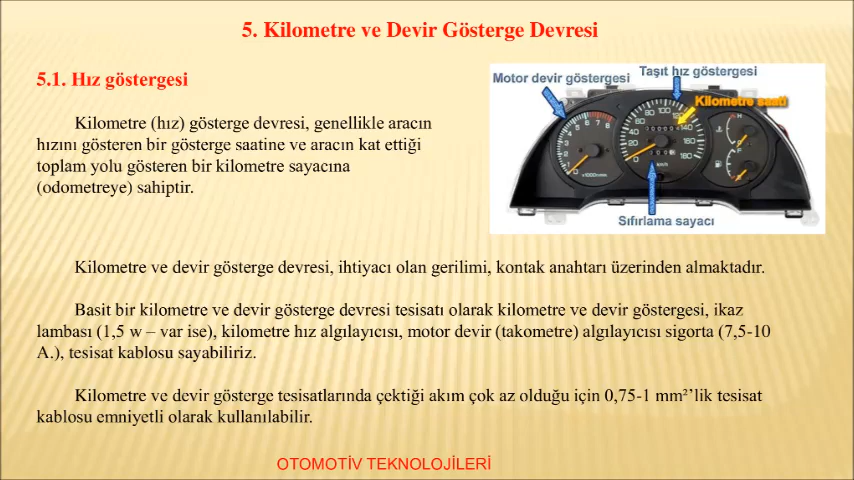 5. Kilometre ve Devir Gösterge Devresi
5.1. Hız göstergesi
Kilometre (hız) gösterge devresi, genellikle aracın
hızını gösteren bir gösterge saatine ve aracın kat ettiği
toplam yolu gösteren bir kilometre sayacına
(odometreye) sahiptir.
Motor devir göstergesi
Taşıt hız göstergesi
Kilometre saati
Sıfırlama sayacı
Kilometre ve devir gösterge devresi, ihtiyacı olan gerilimi, kontak anahtarı üzerinden almaktadır.
Basit bir kilometre ve devir gösterge devresi tesisatı olarak kilometre ve devir göstergesi, ikaz
lambası (1,5 w – var ise), kilometre hız algılayıcısı, motor devir (takometre) algılayıcısı sigorta (7,5-10
A.), tesisat kablosu sayabiliriz.
Kilometre ve devir gösterge tesisatlarında çektiği akım çok az olduğu için 0,75-1 mm²’lik tesisat
kablosu emniyetli olarak kullanılabilir.
OTOMOTİV TEKNOLOJİLERİ